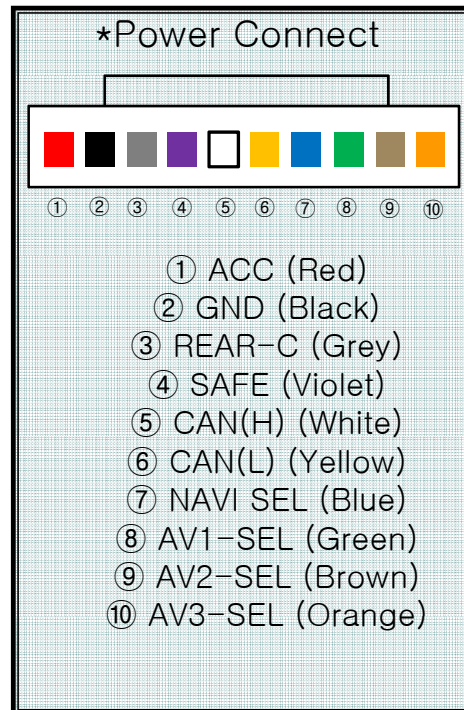 *Power Connect
① ② ③ ④ ⑤ ⑥ ⑦ ⑧ ⑨ ⑩
① ACC (Red)
② GND (Black)
③ REAR-C (Grey)
④ SAFE (Violet)
⑤ CAN(H) (White)
⑥ CAN(L) (Yellow)
⑦ NAVI SEL (Blue)
⑧ AV1-SEL (Green)
⑨ AV2-SEL (Brown)
⑩ AV3-SEL (Orange)